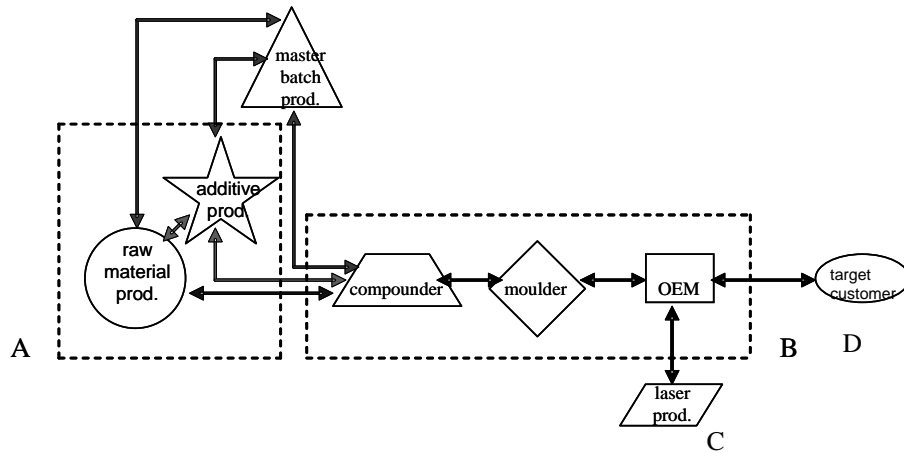 master
batch
prod.
additive
prod.
raw
material
prod.
compounder
moulder
OEM
target
customer
A
B
D
laser
prod.
C